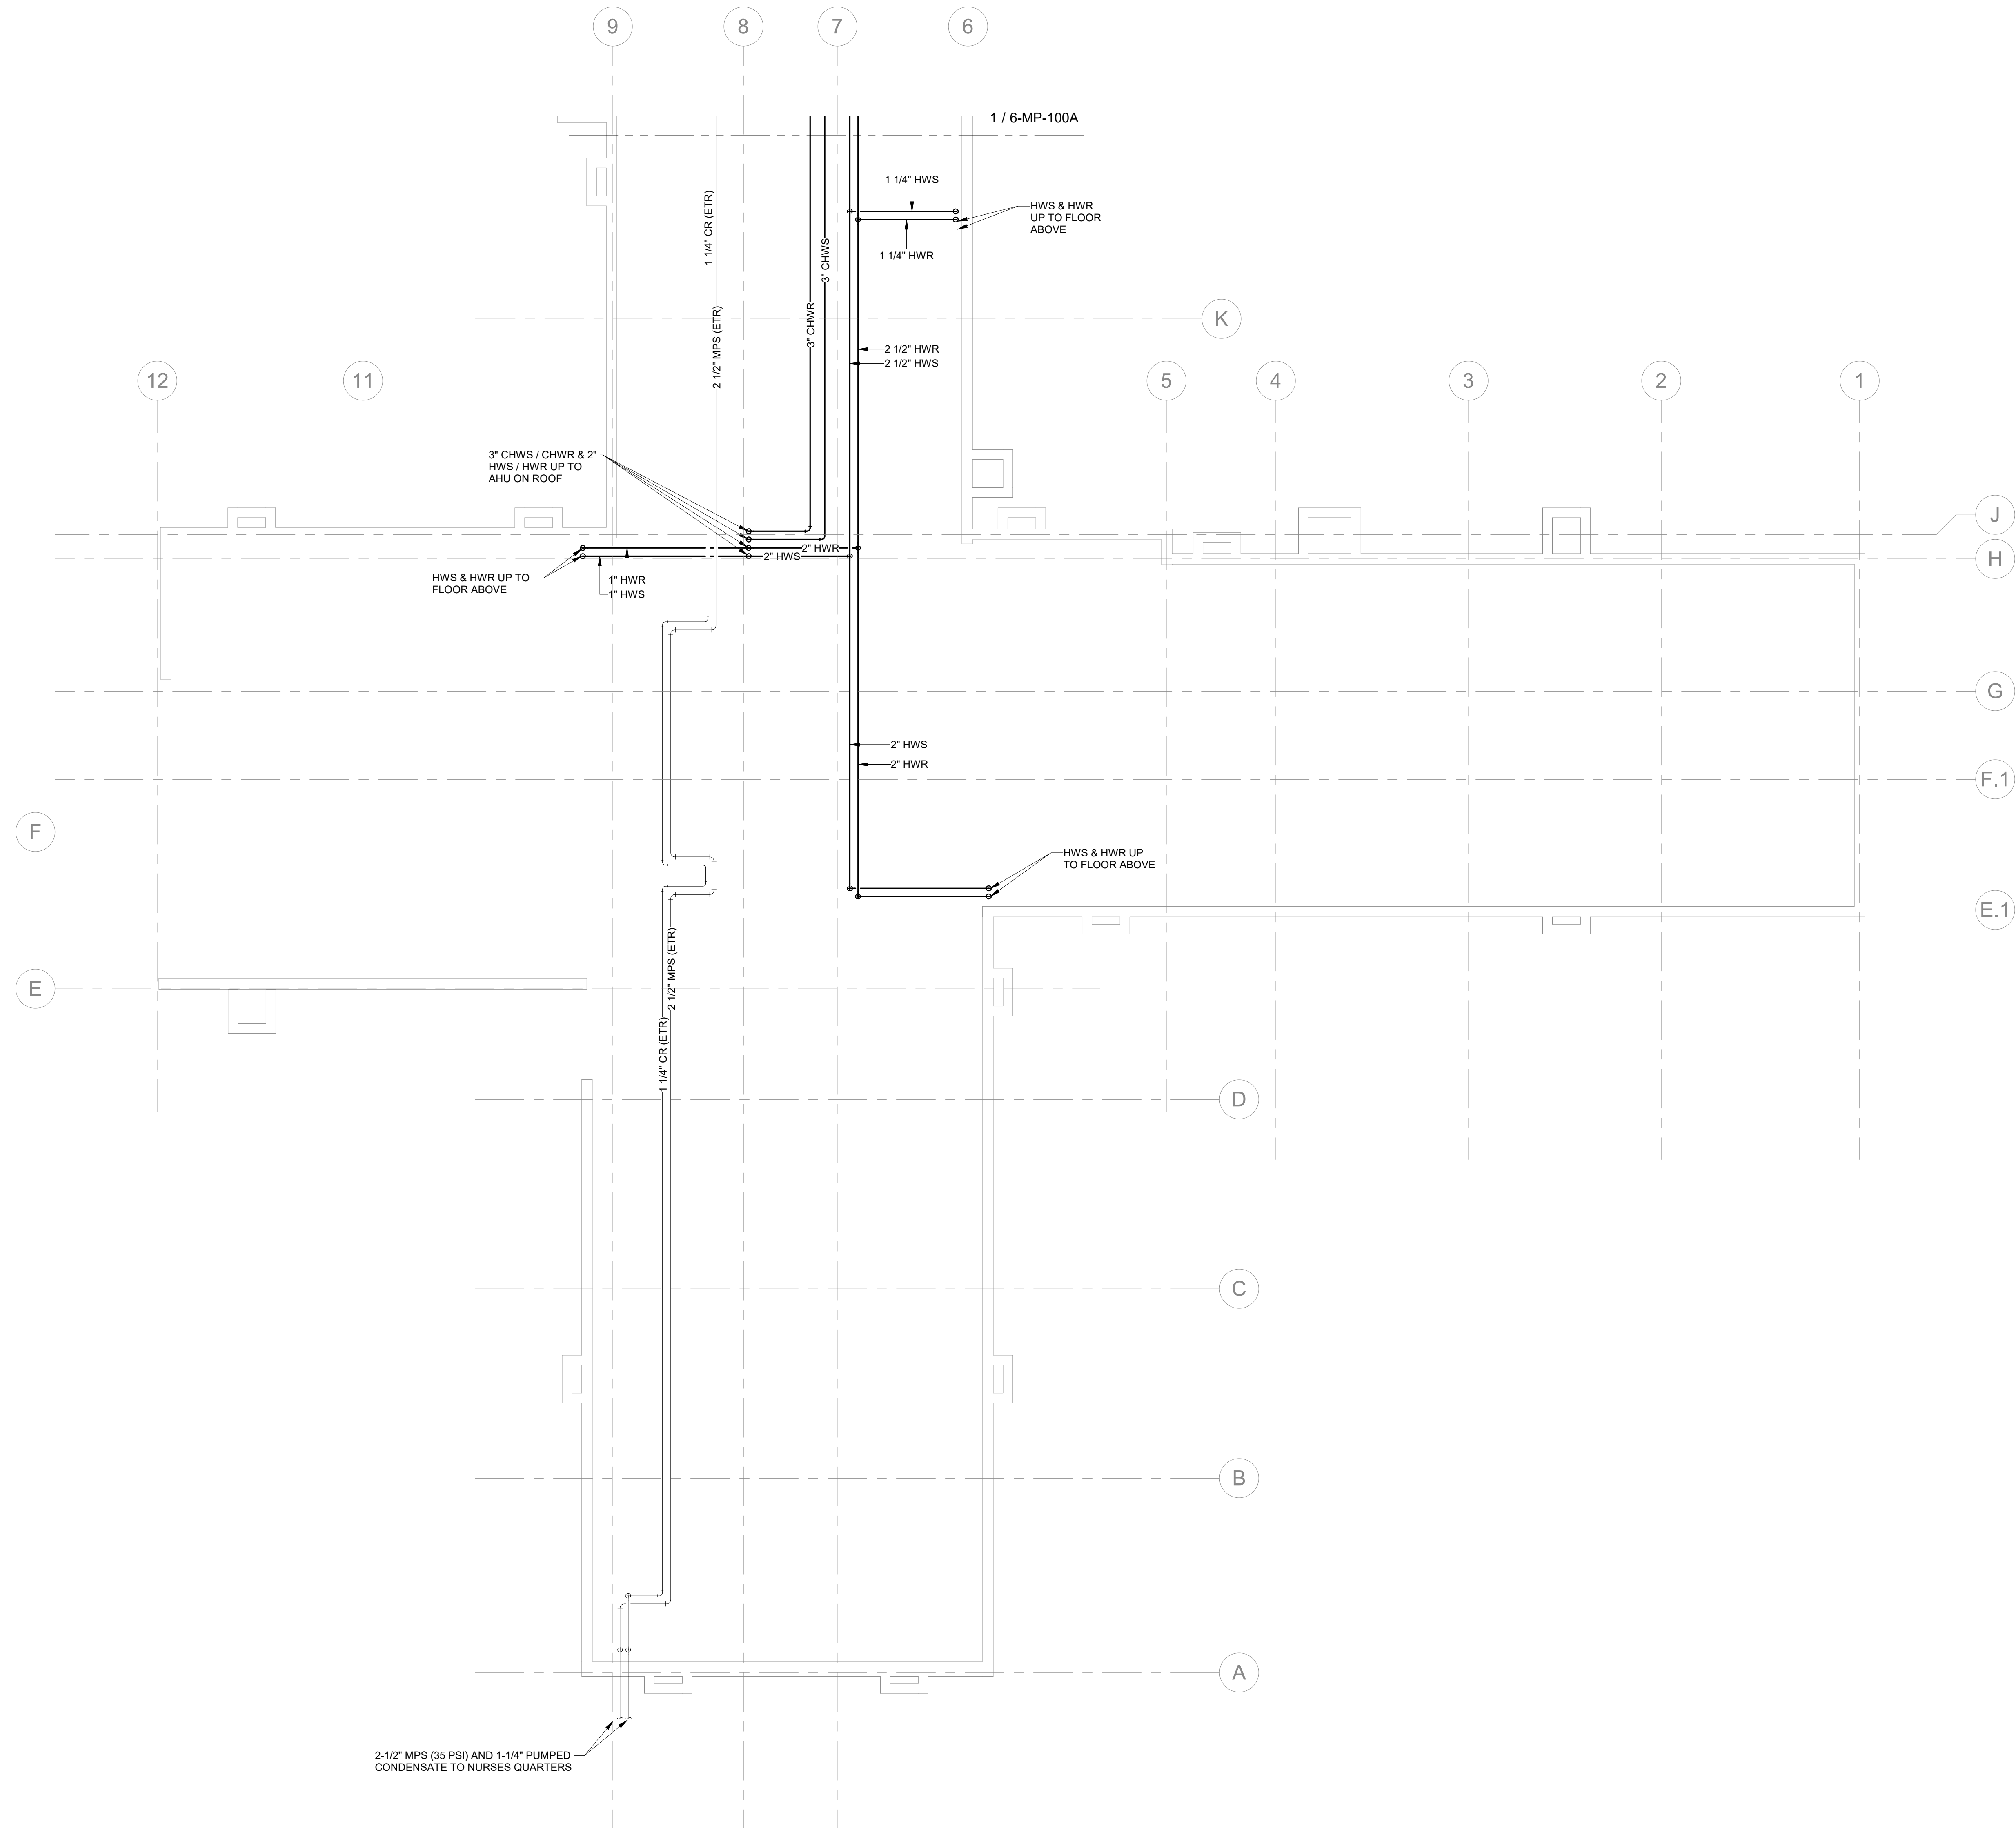 9
8
7
6
1 / 6-MP-100A
1 1/4" HWS
1 1/4" CR (ETR)
HWS & HWR
UP TO FLOOR
ABOVE
3" CHWS
1 1/4" HWR
3" CHWR
2 1/2" MPS (ETR)
K
2 1/2" HWR
2 1/2" HWS
12
11
5
4
3
2
1
3" CHWS / CHWR & 2"
HWS / HWR UP TO
AHU ON ROOF
J
2" HWR
2" HWS
H
HWS & HWR UP TO
FLOOR ABOVE
1" HWR
1" HWS
G
2" HWS
2" HWR
F.1
F
HWS & HWR UP
TO FLOOR ABOVE
E.1
2 1/2" MPS (ETR)
E
1 1/4" CR (ETR)
D
C
B
A
2-1/2" MPS (35 PSI) AND 1-1/4" PUMPED
CONDENSATE TO NURSES QUARTERS